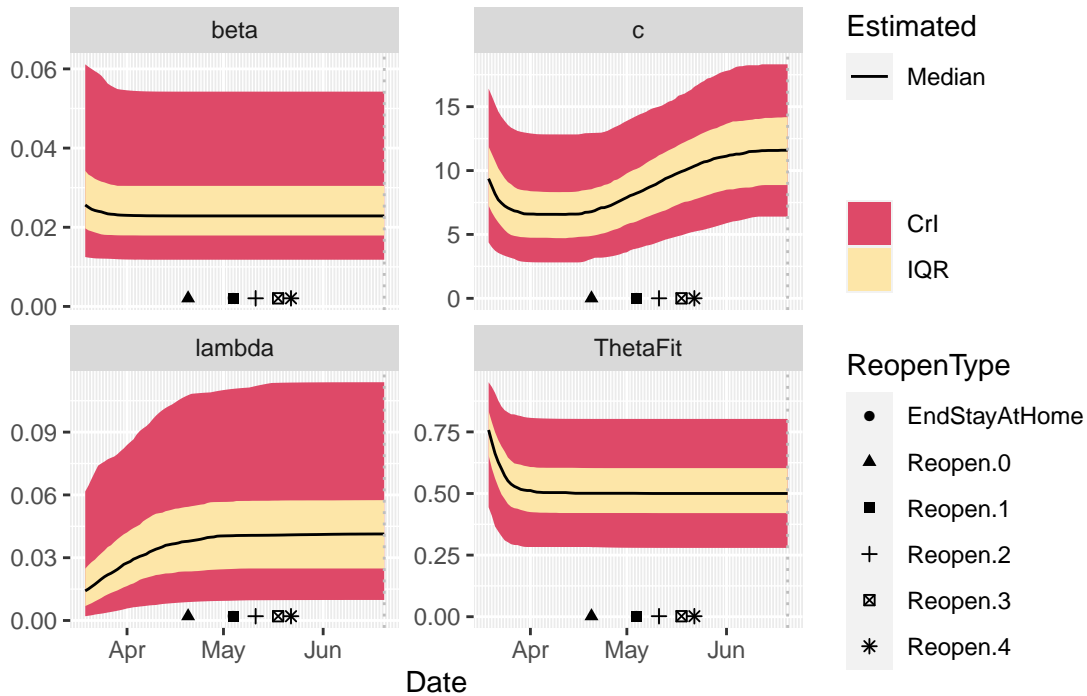 beta
c
Estimated
Median
0.06
0.04
0.02
0.00
15
10
5
0
CrI
IQR
lambda
ThetaFit
0.09
0.06
0.03
0.00
0.75
0.50
0.25
0.00
Apr May Jun
Apr May Jun
Date
ReopenType
EndStayAtHome
Reopen.0
Reopen.1
Reopen.2
Reopen.3
Reopen.4